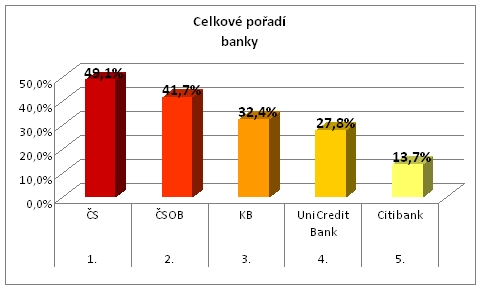 Celkové pořadí
banky
49,1%
41,7%
32,4%
27,8%
13,7%
50,0%
40,0%
30,0%
20,0%
10,0%
0,0%
ČS
ČSOB
KB
UniCredit
Bank
Citibank
1.
2.
3.
4.
5.